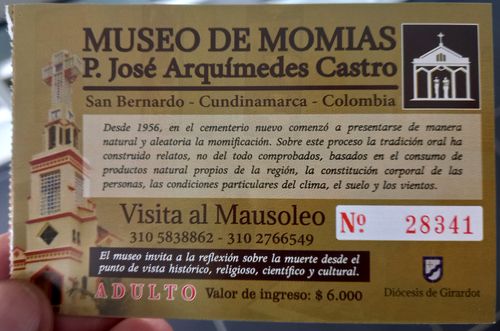 MUSEO DE MOMIAS
P. José Arquímedes Castro
San Bernardo - Cundinamarca - Colombia
Desde 1956, en el cementerio nuevo comenzó a presentarse de manera
natural y aleatoria la momificación. Sobre este proceso la tradición oral ha
construido relatos, no del todo comprobados, basados en el consumo de
productos natural propios de la región, la constitución corporal de las
personas, las condiciones particulares del clima, el suelo y los vientos.
Visita al Mausoleo
310 5838862 - 310 2766549
Nº. 28341
El museo invita a la reflexión sobre la muerte desde el
punto de vista histórico, religioso, científico y cultural.
ADULTO Valor de ingreso: $ 6.000
Diócesis de Girardot